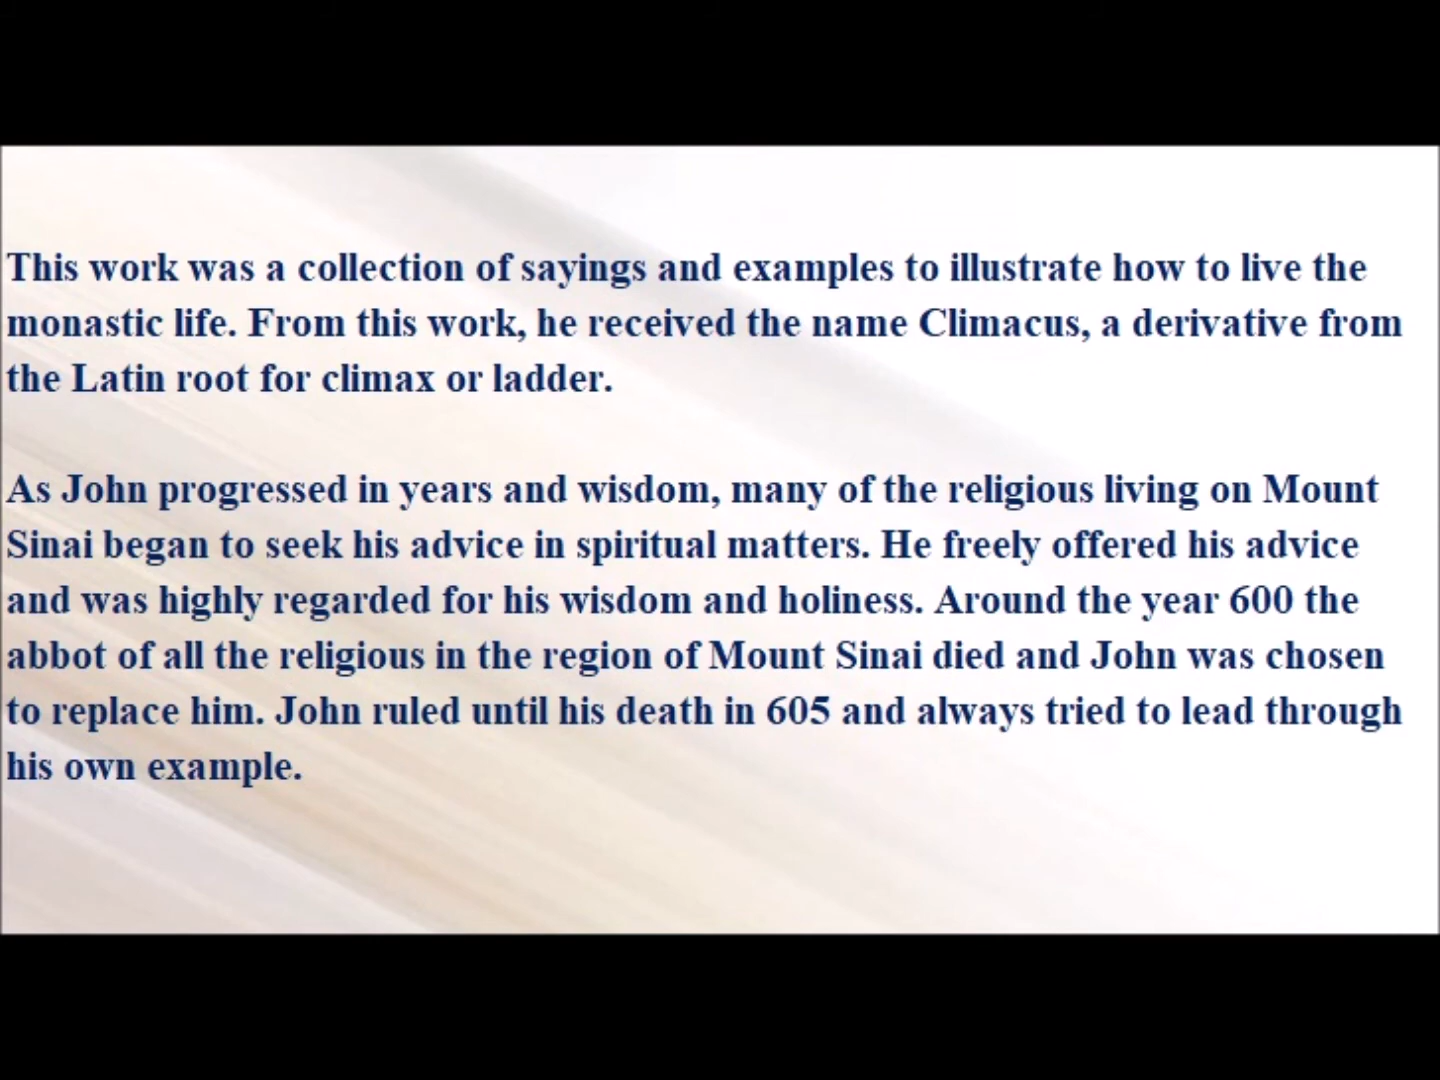 This work was a collection of sayings and examples to illustrate how to live the
monastic life. From this work, he received the name Climacus, a derivative from
the Latin root for climax or ladder.
As John progressed in years and wisdom, many of the religious living on Mount
Sinai began to seek his advice in spiritual matters. He freely offered his advice
and was highly regarded for his wisdom and holiness. Around the year 600 the
abbot of all the religious in the region of Mount Sinai died and John was chosen
to replace him. John ruled until his death in 605 and always tried to lead through
his own example.